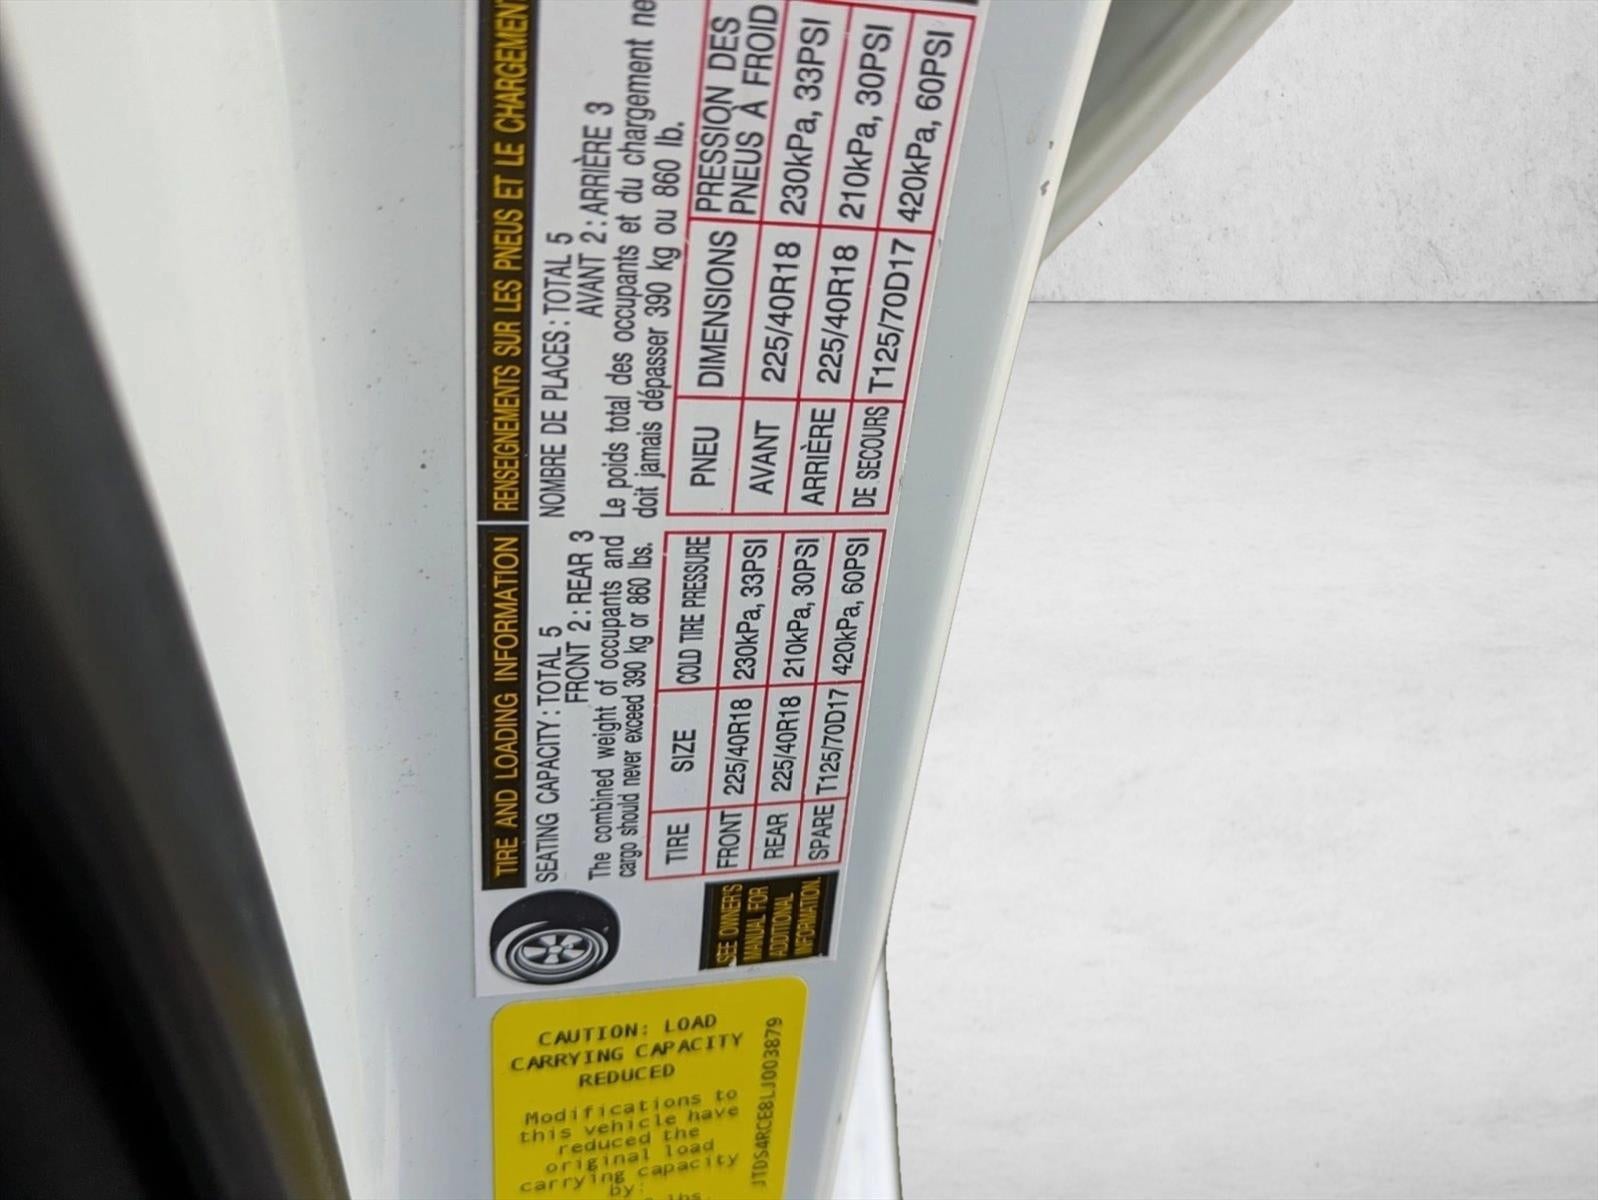 TIRE AND LOADING INFORMATION
SEATING CAPACITY: TOTAL 5
FRONT 2: REAR 3
The combined weight of occupants and
cargo should never exceed 390 kg or 860 lbs.
TIRE SIZE COLD TIRE PRESSURE
FRONT 225/40R18 230kPa, 33PSI
REAR 225/40R18 210kPa, 30PSI
SPARE T125/70D17 420kPa, 60PSI
SEE OWNER'S
MANUAL FOR
ADDITIONAL
INFORMATION.
RENSEIGNEMENTS SUR LES PNEUS ET LE CHARGEMENT
NOMBRE DE PLACES: TOTAL 5
AVANT 2: ARRIÈRE 3
Le poids total des occupants et du chargement ne
doit jamais dépasser 390 kg ou 860 lb.
PNEU DIMENSIONS PRESSION DES
PNEUS À FROID
AVANT 225/40R18 230kPa, 33PSI
ARRIÈRE 225/40R18 210kPa, 30PSI
DE SECOURS T125/70D17 420kPa, 60PSI
CAUTION: LOAD
CARRYING CAPACITY
REDUCED
Modifications to
this vehicle have
reduced the
original load
carrying capacity
by:
lbs.
JTDS4RCE8LJ003879